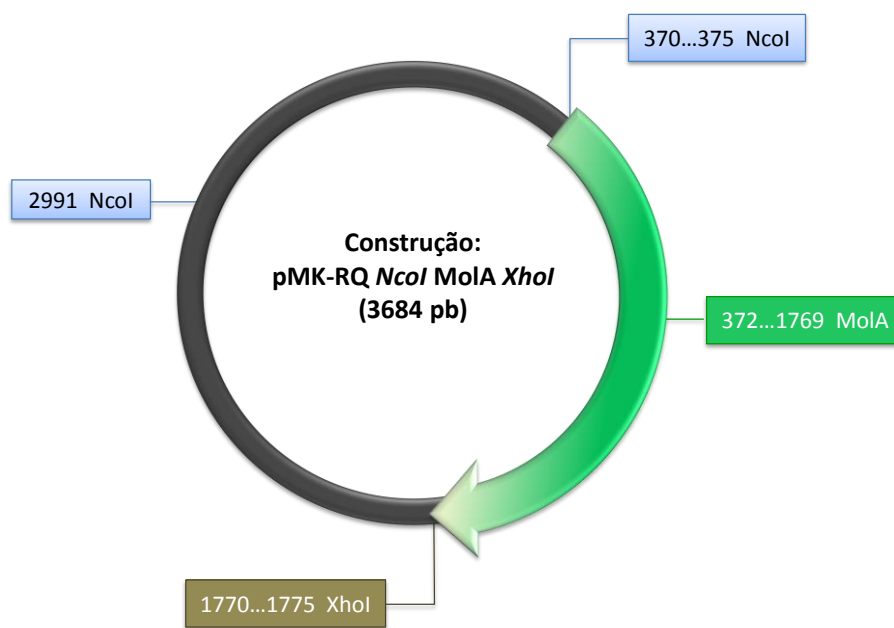 370...375 NcoI
2991 NcoI
Construção:
pMK-RQ NcoI MolA XhoI
(3684 pb)
372...1769 MolA
1770...1775 XhoI